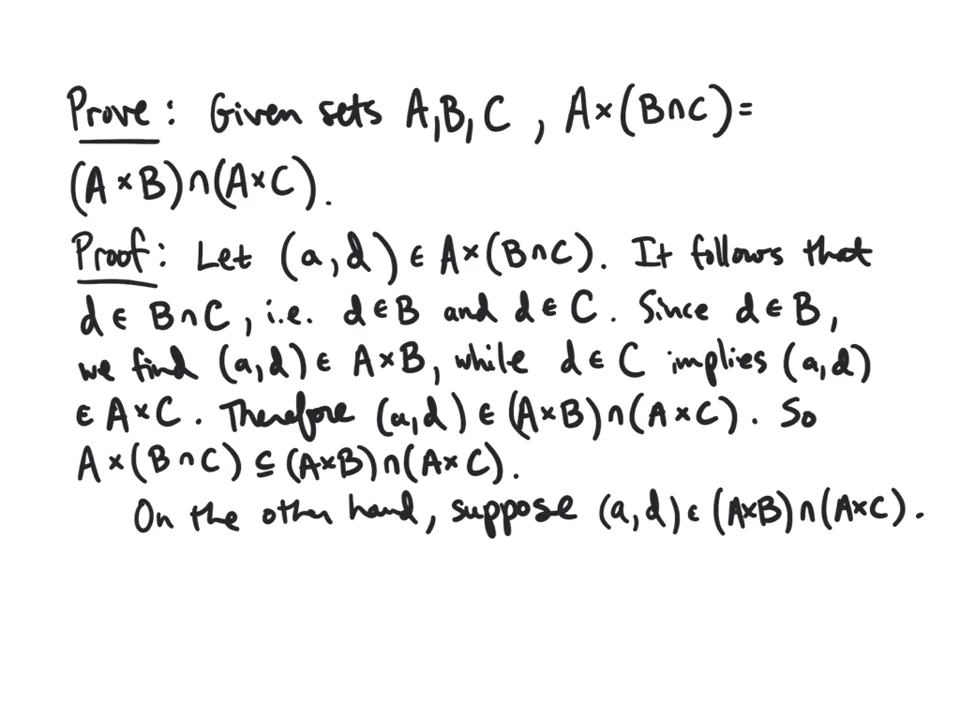 Prove: Given sets A, B, C, A×(B∩C)=
(A×B)∩(A×C).
Proof: Let (a,d) ∈ A×(B∩C). It follows that
d ∈ B∩C, i.e. d∈B and d∈C. Since d∈B,
we find (a,d) ∈ A×B, while d∈C implies (a,d)
∈ A×C. Therefore (a,d) ∈ (A×B)∩(A×C). So
A×(B∩C) ⊆ (A×B)∩(A×C).
On the other hand, suppose (a,d)∈(A×B)∩(A×C).